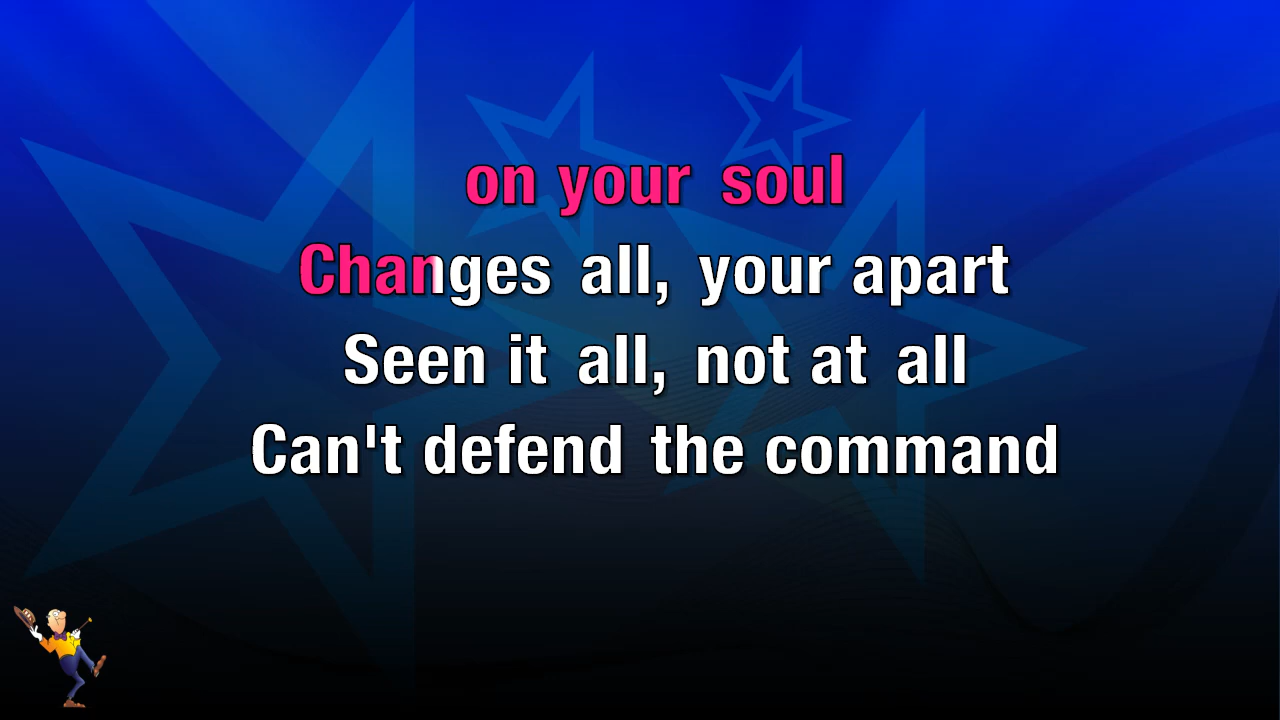 on your soul
Changes all, your apart
Seen it all, not at all
Can't defend the command